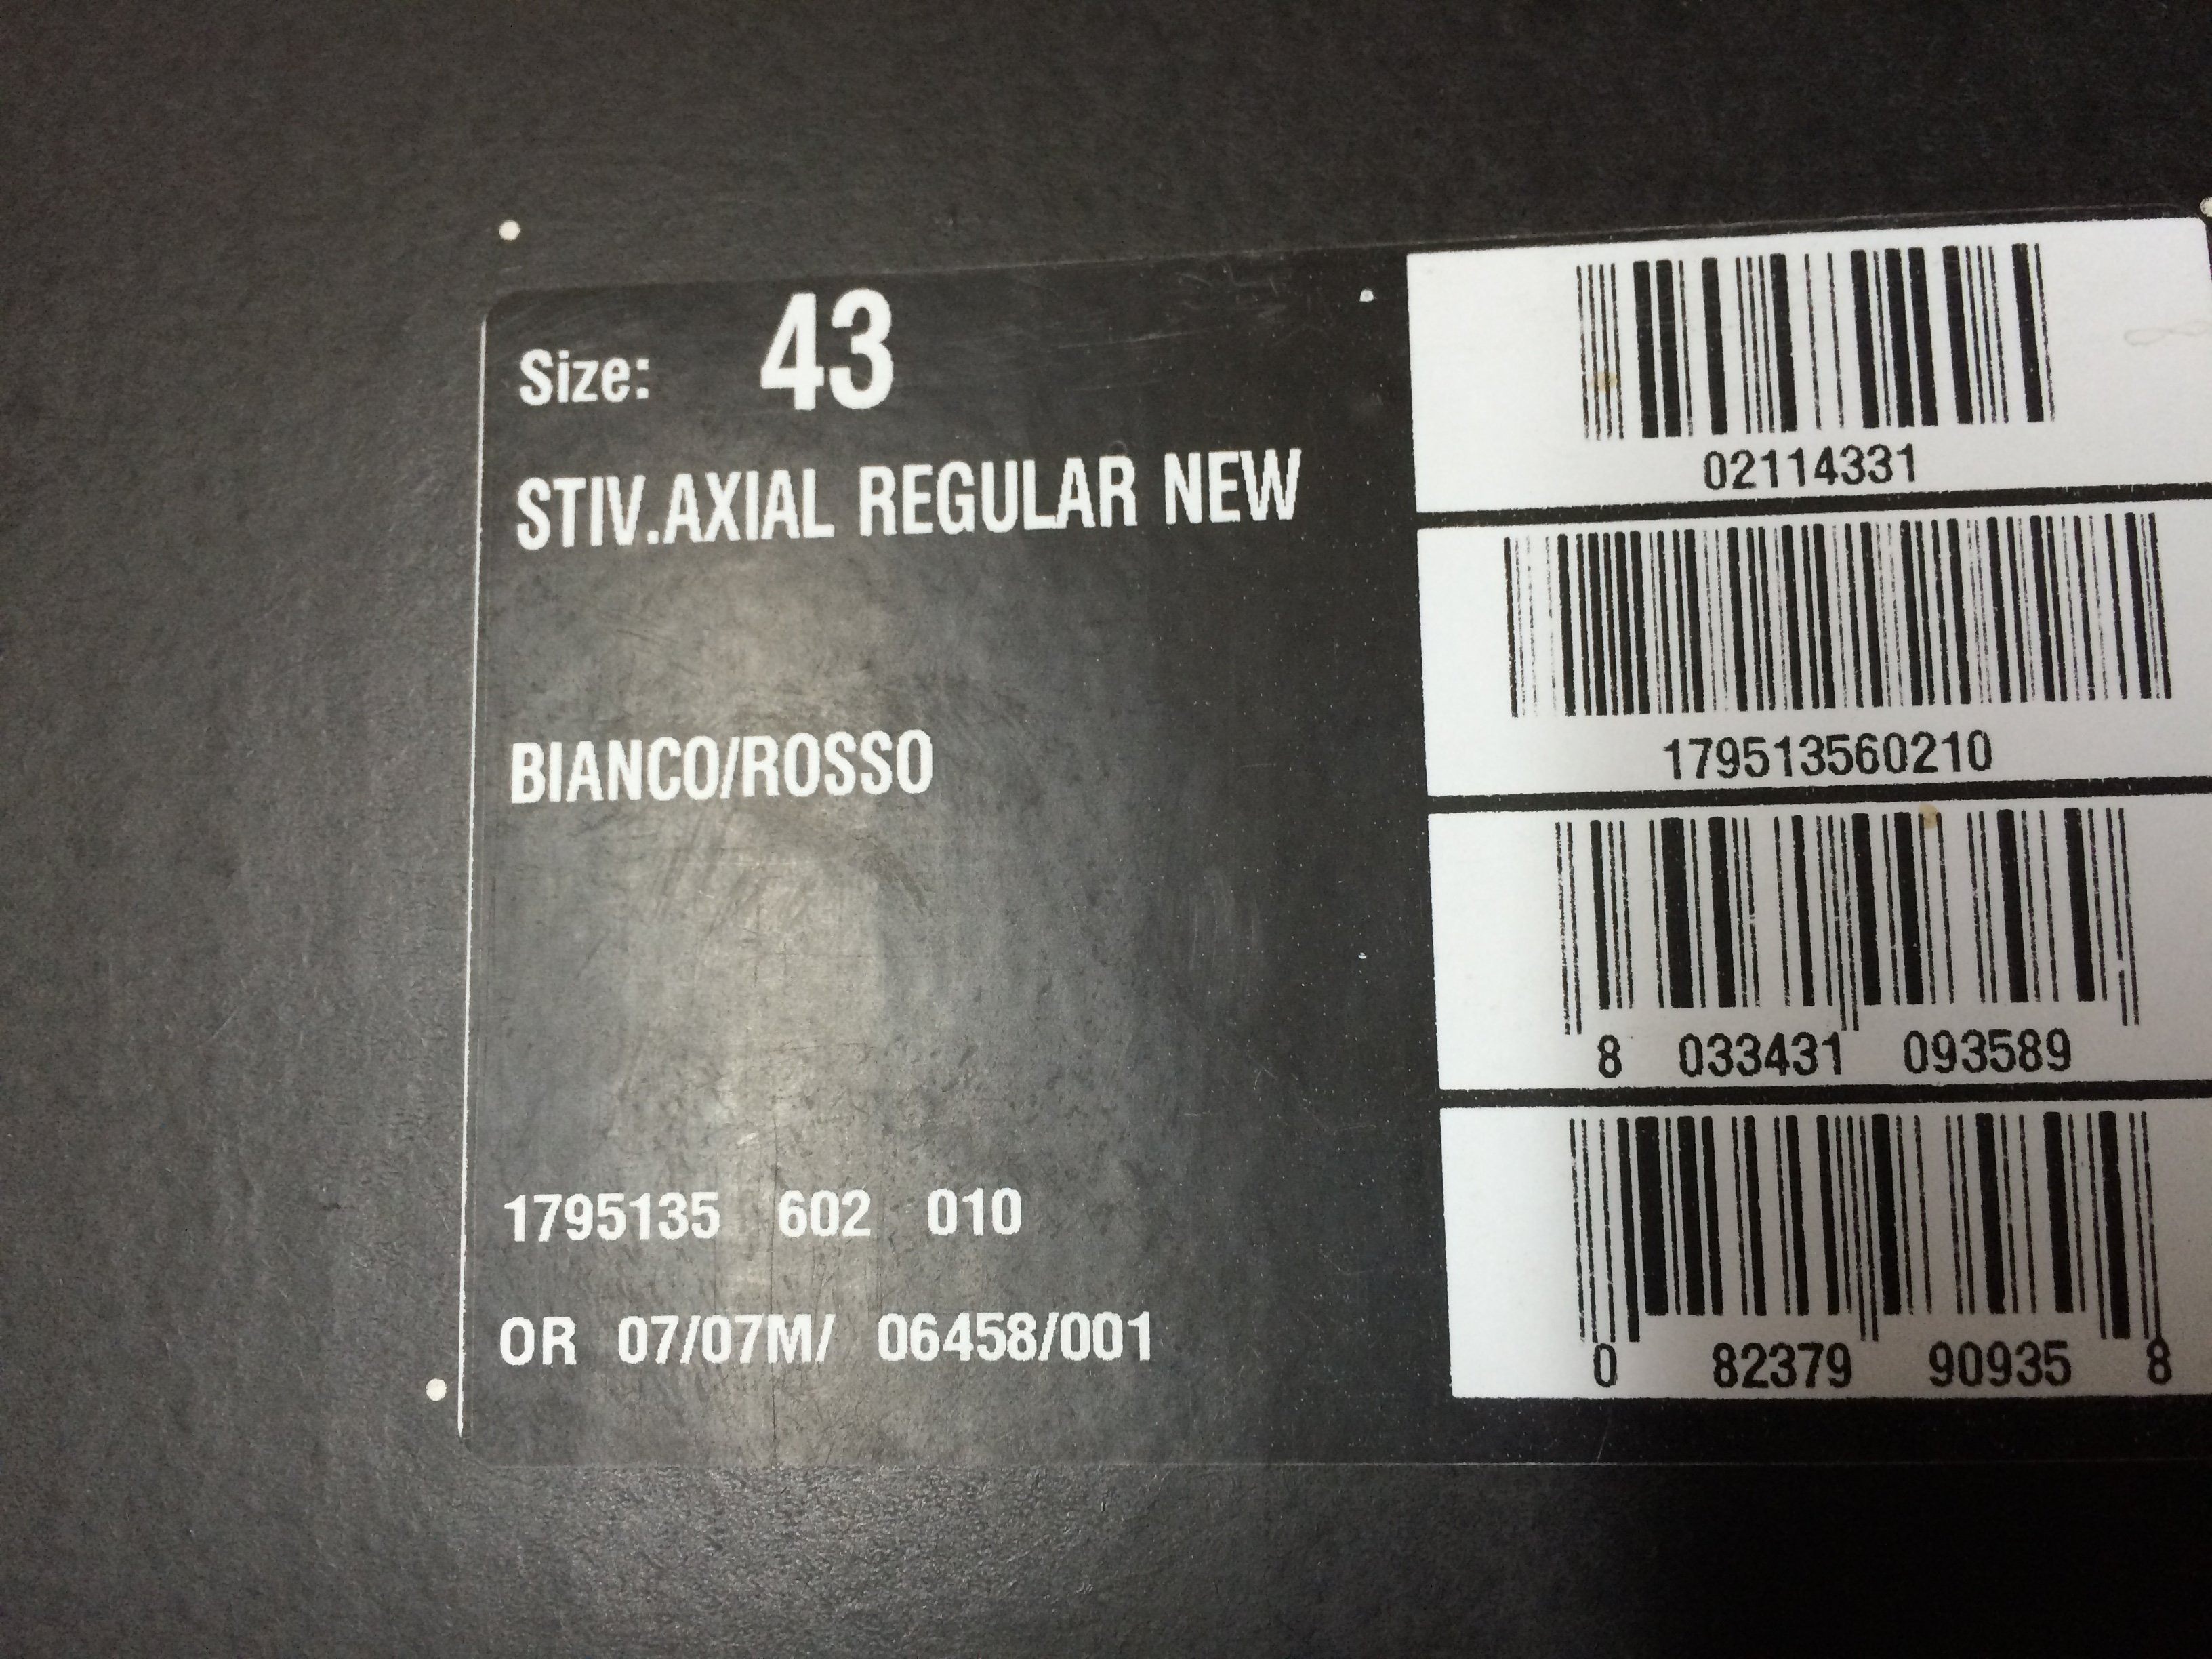 Size: 43
STIV.AXIAL REGULAR NEW
BIANCO/ROSSO
1795135 602 010
OR 07/07M/ 06458/001
02114331
179513560210
8 033431 093589
0 82379 90935 8